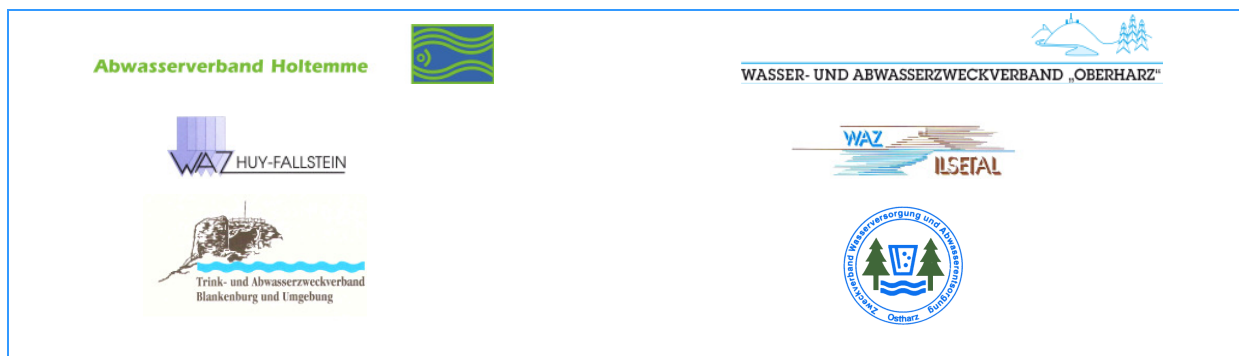 Abwasserverband Holtemme
WASSER- UND ABWASSERZWECKVERBAND „OBERHARZ“
WAZ HUY-FALLSTEIN
WAZ
ILSETAL
Trink- und Abwasserzweckverband
Blankenburg und Umgebung
Zweckverband Wasserversorgung und Abwasserentsorgung
Ostharz